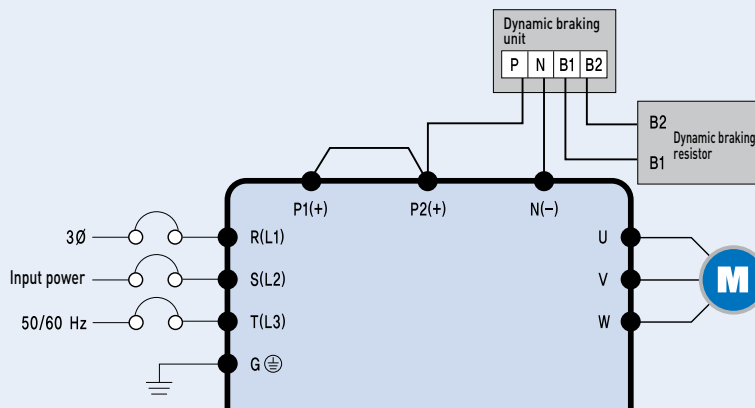 Dynamic braking
unit
P N B1 B2
B2
Dynamic braking
resistor
B1
P1(+) P2(+) N(-)
3Ø R(L1) U
Input power S(L2) V M
50/60 Hz T(L3) W
G